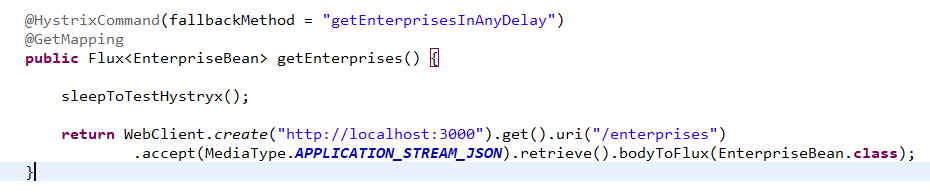 @HystrixCommand(fallbackMethod = "getEnterprisesInAnyDelay")
@GetMapping
public Flux<EnterpriseBean> getEnterprises() {
sleepToTestHystryx();
return WebClient.create("http://localhost:3000").get().uri("/enterprises")
.accept(MediaType.APPLICATION_STREAM_JSON).retrieve().bodyToFlux(EnterpriseBean.class);
}